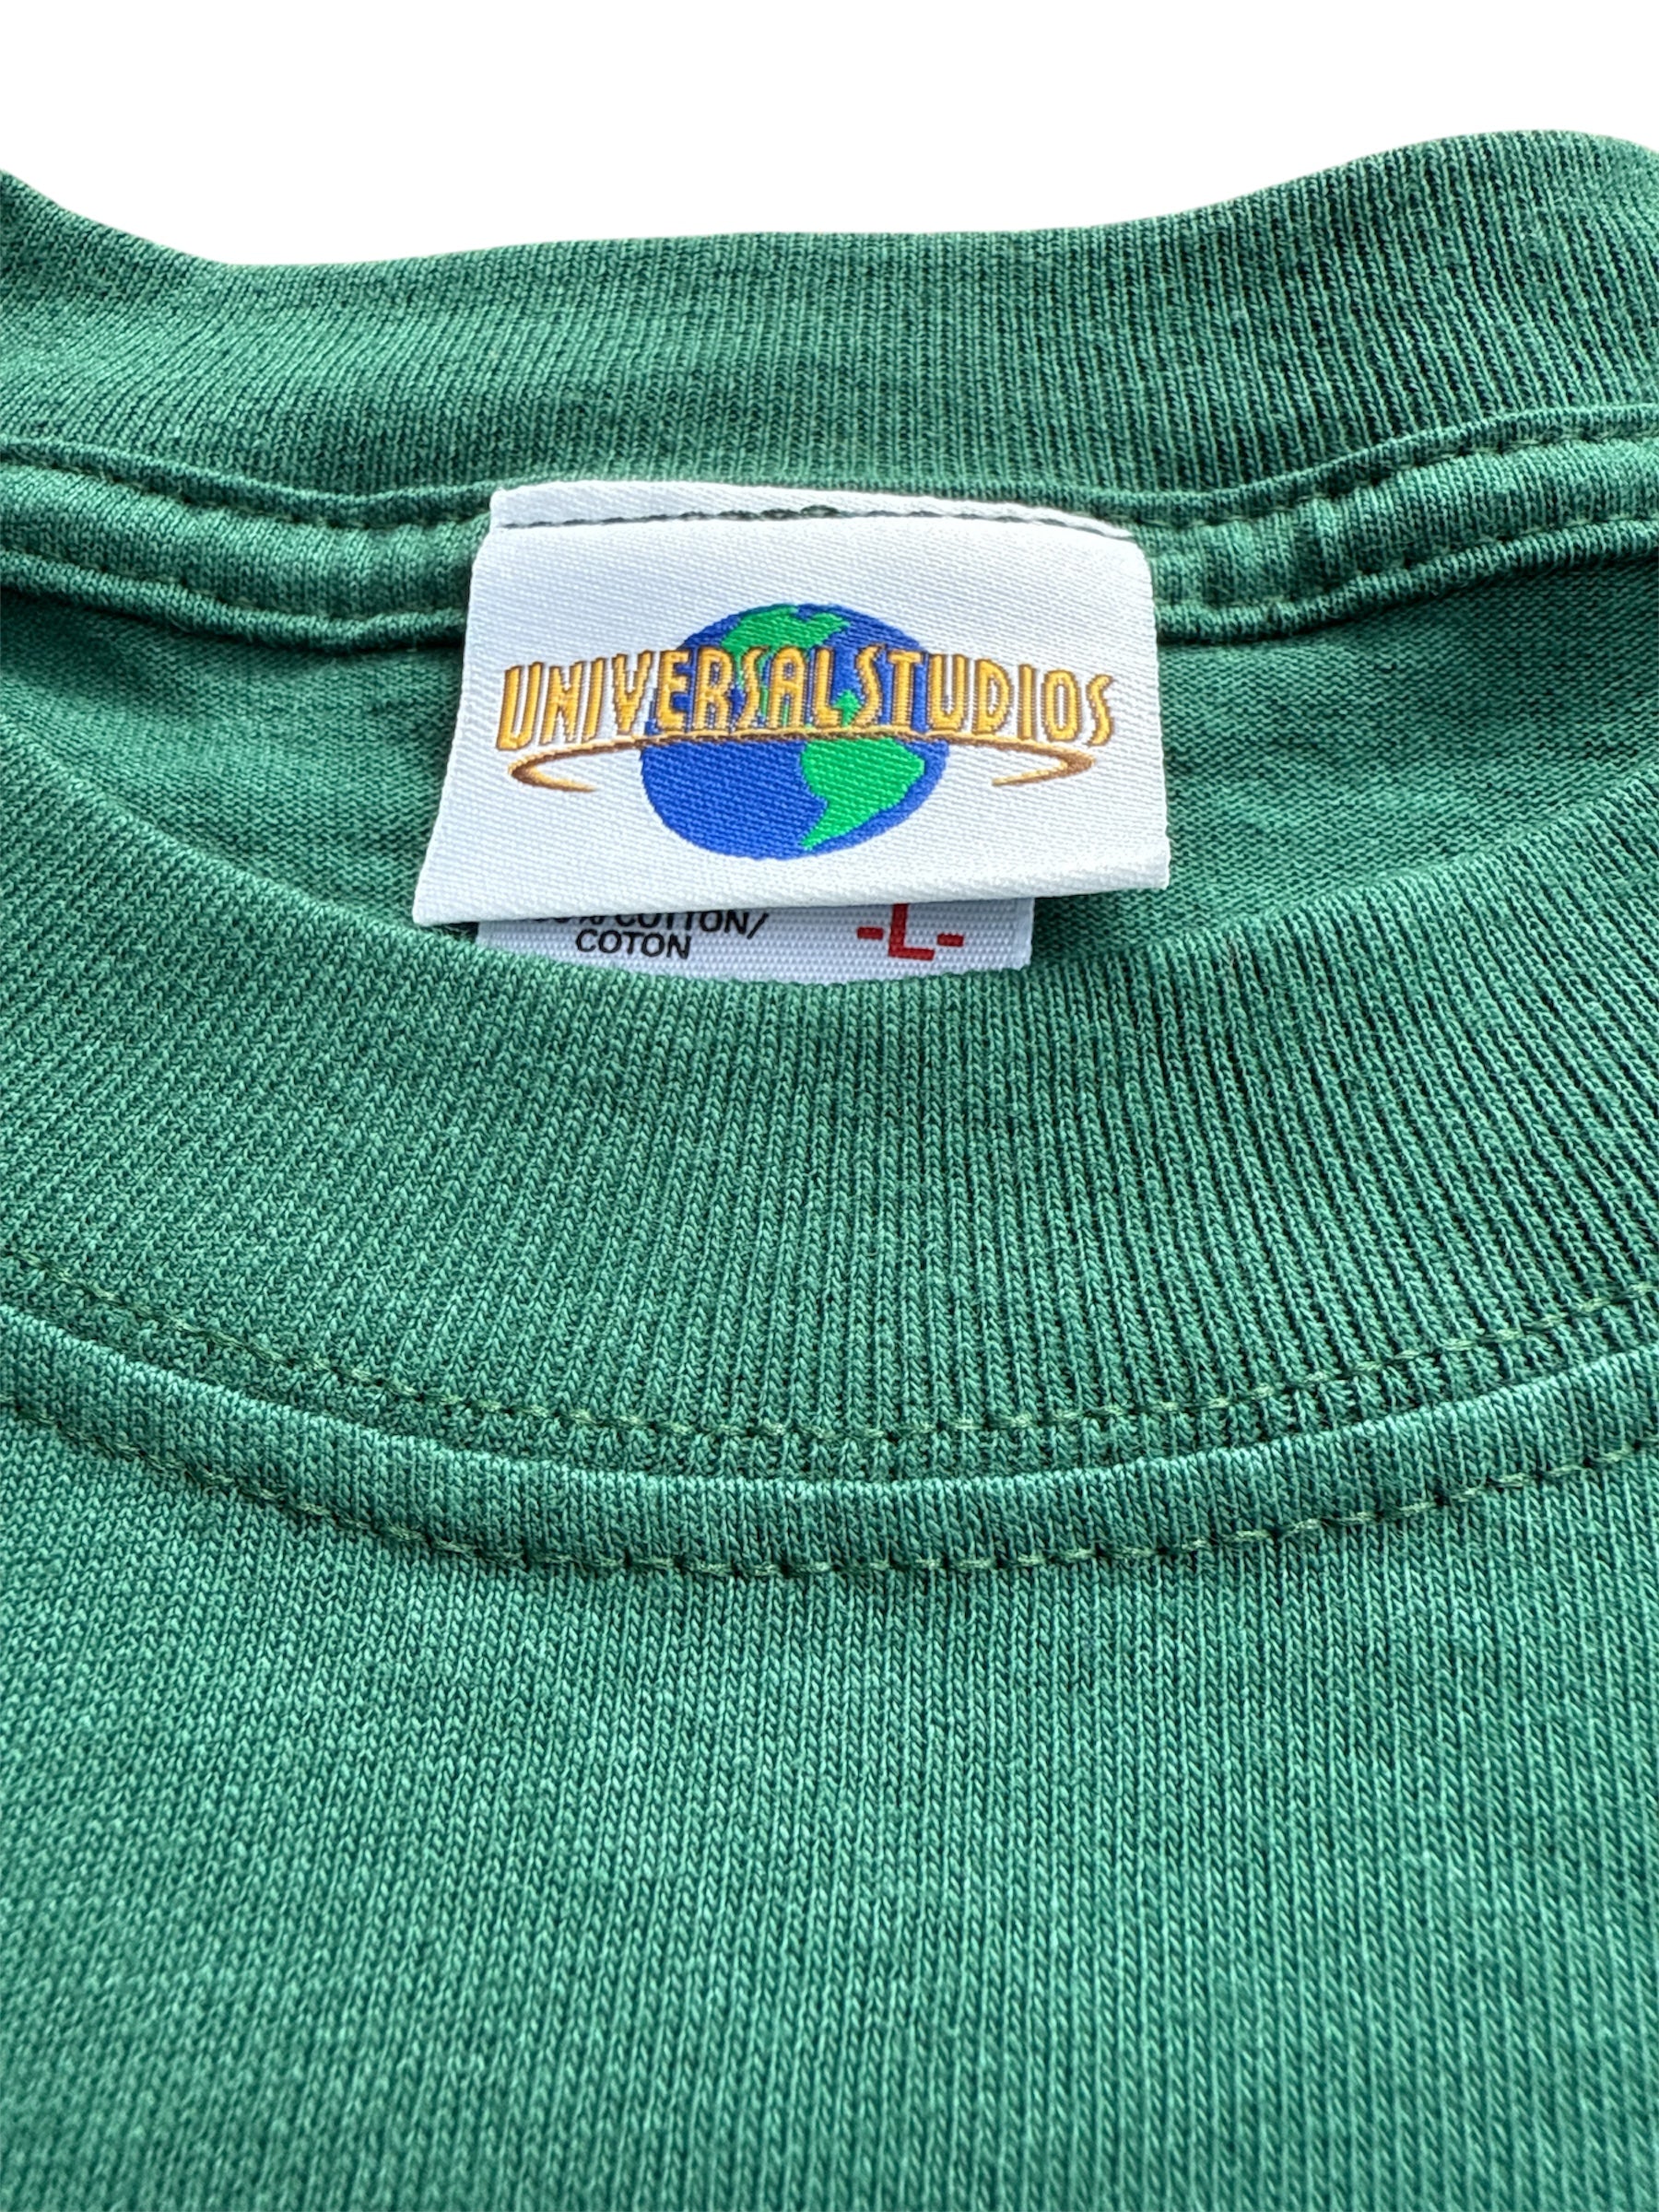 UNIVERSAL STUDIOS
COTTON/
COTON
-L-